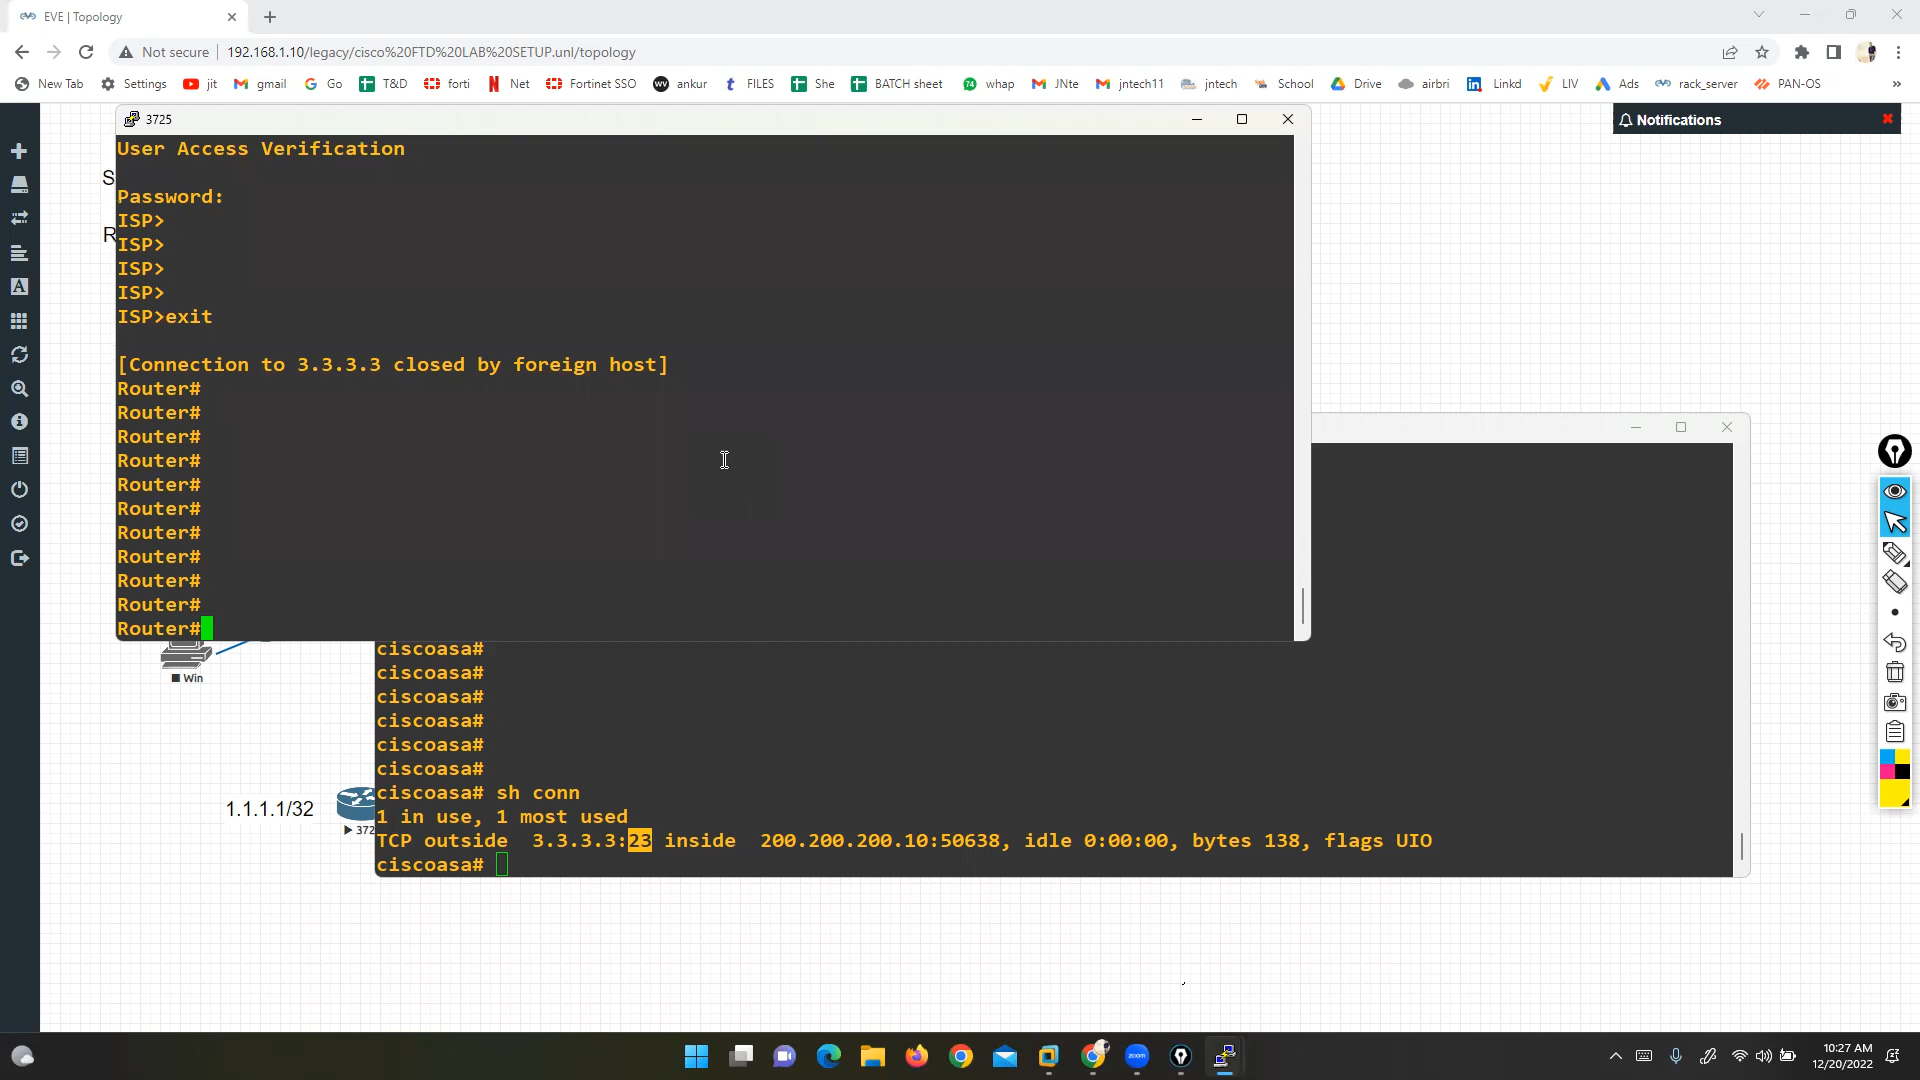 EVE | Topology
Not secure
192.168.1.10/legacy/cisco%20FTD%20LAB%20SETUP.unl/topology
New Tab Settings jit gmail Go T&D forti Net Fortinet SSO ankur FILES She BATCH sheet whap JNte jntech11 jntech School Drive airbri Linkd LIV Ads rack_server PAN-OS »
3725
Notifications
S
R
User Access Verification
Password:
ISP>
ISP>
ISP>
ISP>
ISP>exit
[Connection to 3.3.3.3 closed by foreign host]
Router#
Router#
Router#
Router#
Router#
Router#
Router#
Router#
Router#
Router#
Router#
Win
1.1.1.1/32
372
ciscoasa#
ciscoasa#
ciscoasa#
ciscoasa#
ciscoasa#
ciscoasa#
ciscoasa# sh conn
1 in use, 1 most used
TCP outside  3.3.3.3:23 inside  200.200.200.10:50638, idle 0:00:00, bytes 138, flags UIO
ciscoasa#
zoom
10:27 AM
12/20/2022